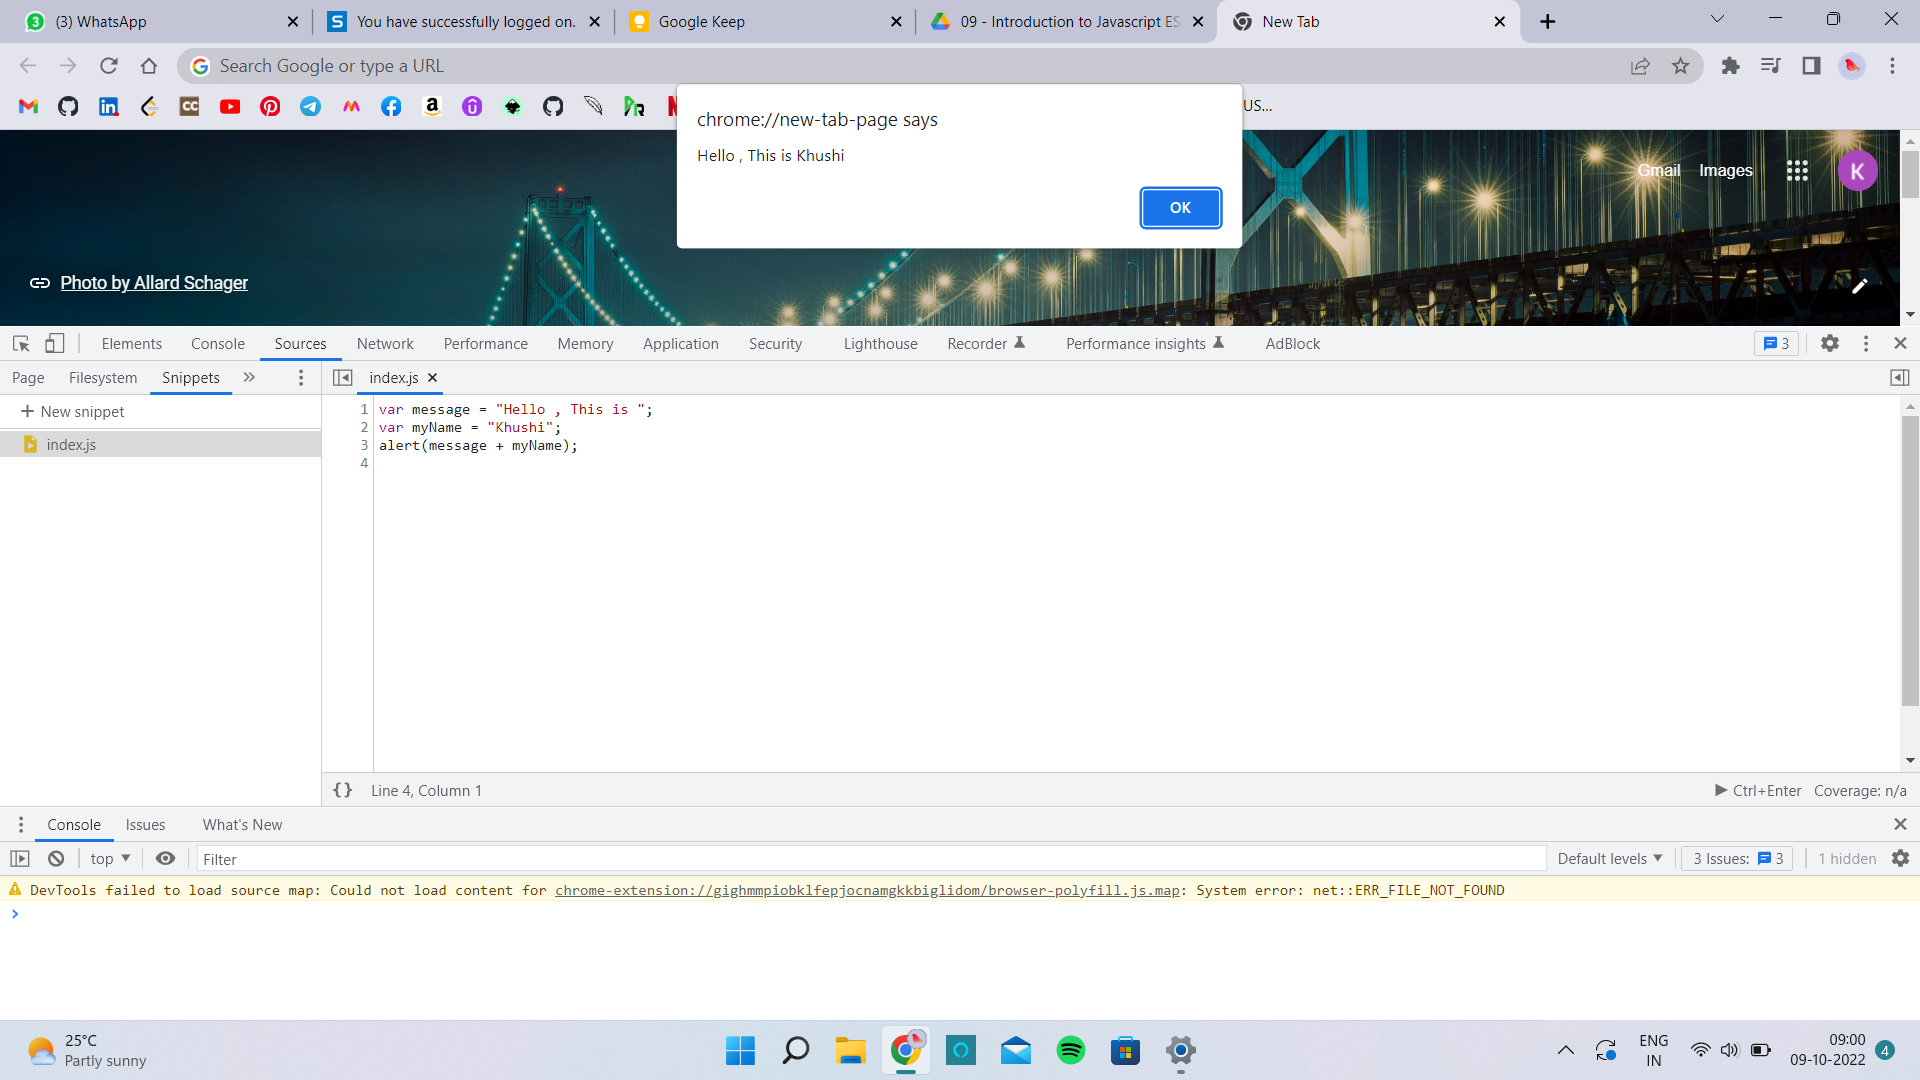 (3) WhatsApp
You have successfully logged on.
Google Keep
09 - Introduction to Javascript ES
New Tab
Search Google or type a URL
US...
chrome://new-tab-page says
Hello , This is Khushi
OK
Gmail
Images
K
Photo by Allard Schager
Elements
Console
Sources
Network
Performance
Memory
Application
Security
Lighthouse
Recorder
Performance insights
AdBlock
3
Page
Filesystem
Snippets
index.js
New snippet
index.js
1 var message = "Hello , This is ";
2 var myName = "Khushi";
3 alert(message + myName);
4
{} Line 4, Column 1
Ctrl+Enter
Coverage: n/a
Console
Issues
What's New
top
Filter
Default levels
3 Issues: 3
1 hidden
DevTools failed to load source map: Could not load content for chrome-extension://gighmmpiobklfepjocnamgkkbiglidom/browser-polyfill.js.map: System error: net::ERR_FILE_NOT_FOUND
25°C
Partly sunny
ENG
IN
09:00
09-10-2022
4